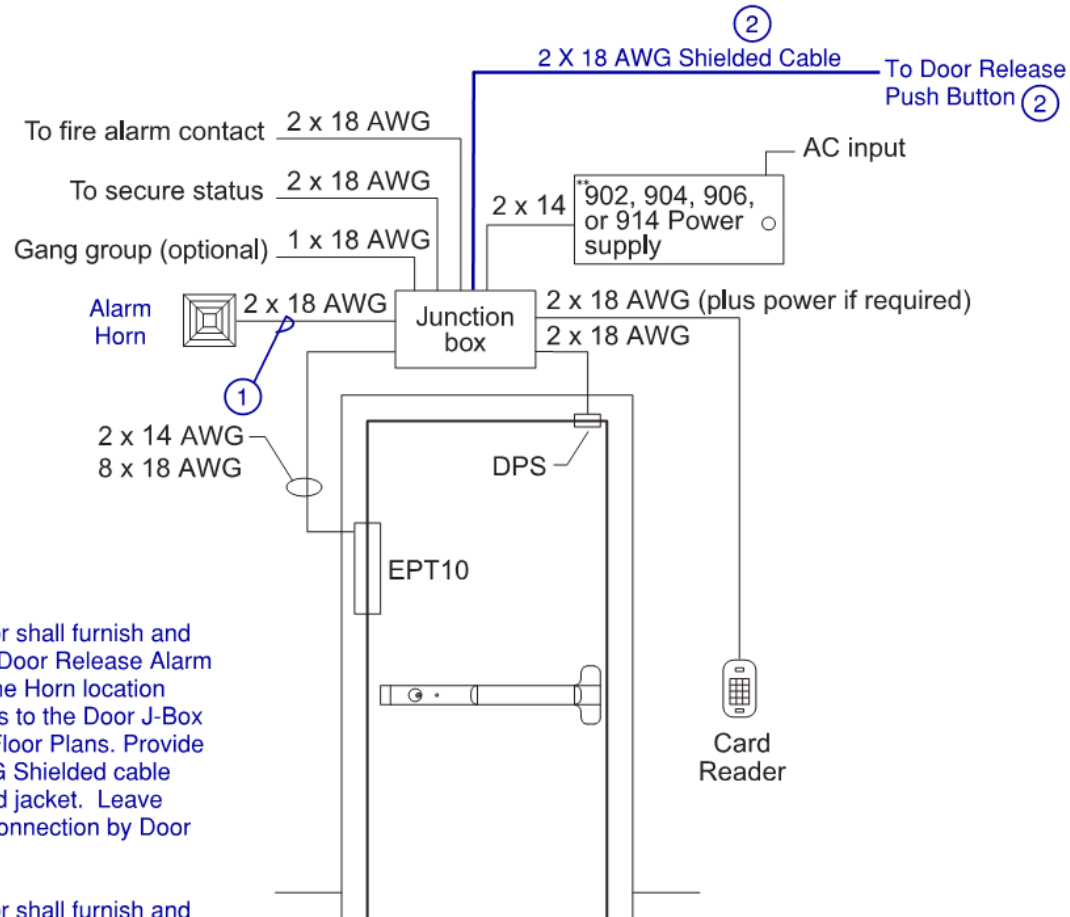 2
2 X 18 AWG Shielded Cable
To Door Release
Push Button 2
To fire alarm contact 2 x 18 AWG
AC input
To secure status 2 x 18 AWG
2 x 14
**902, 904, 906,
or 914 Power
supply
Gang group (optional) 1 x 18 AWG
Alarm
Horn
2 x 18 AWG
Junction
box
2 x 18 AWG (plus power if required)
2 x 18 AWG
1
2 x 14 AWG
8 x 18 AWG
DPS
EPT10
Card
Reader
r shall furnish and
Door Release Alarm
e Horn location
s to the Door J-Box
Floor Plans. Provide
G Shielded cable
d jacket. Leave
onnection by Door
r shall furnish and